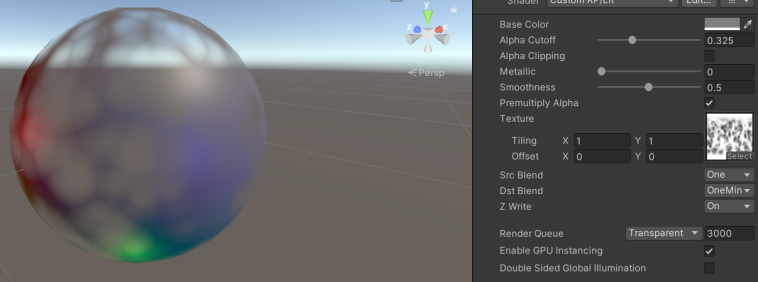 Shader Custom RP/Lit Edit...
y
z
Persp
Base Color
Alpha Cutoff 0.325
Alpha Clipping
Metallic 0
Smoothness 0.5
Premultiply Alpha
Texture
Tiling X 1 Y 1
Offset X 0 Y 0
Select
Src Blend One
Dst Blend OneMin
Z Write On
Render Queue Transparent 3000
Enable GPU Instancing
Double Sided Global Illumination